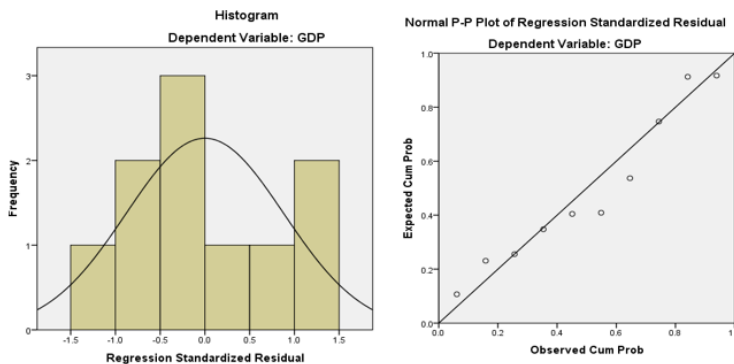 Histogram
Dependent Variable: GDP
3
2
1
0
Frequency
-1.5 -1.0 -0.5 0.0 0.5 1.0 1.5
Regression Standardized Residual
Normal P-P Plot of Regression Standardized Residual
Dependent Variable: GDP
1.0
0.8
0.6
0.4
0.2
0.0
Expected Cum Prob
0.0 0.2 0.4 0.6 0.8 1
Observed Cum Prob